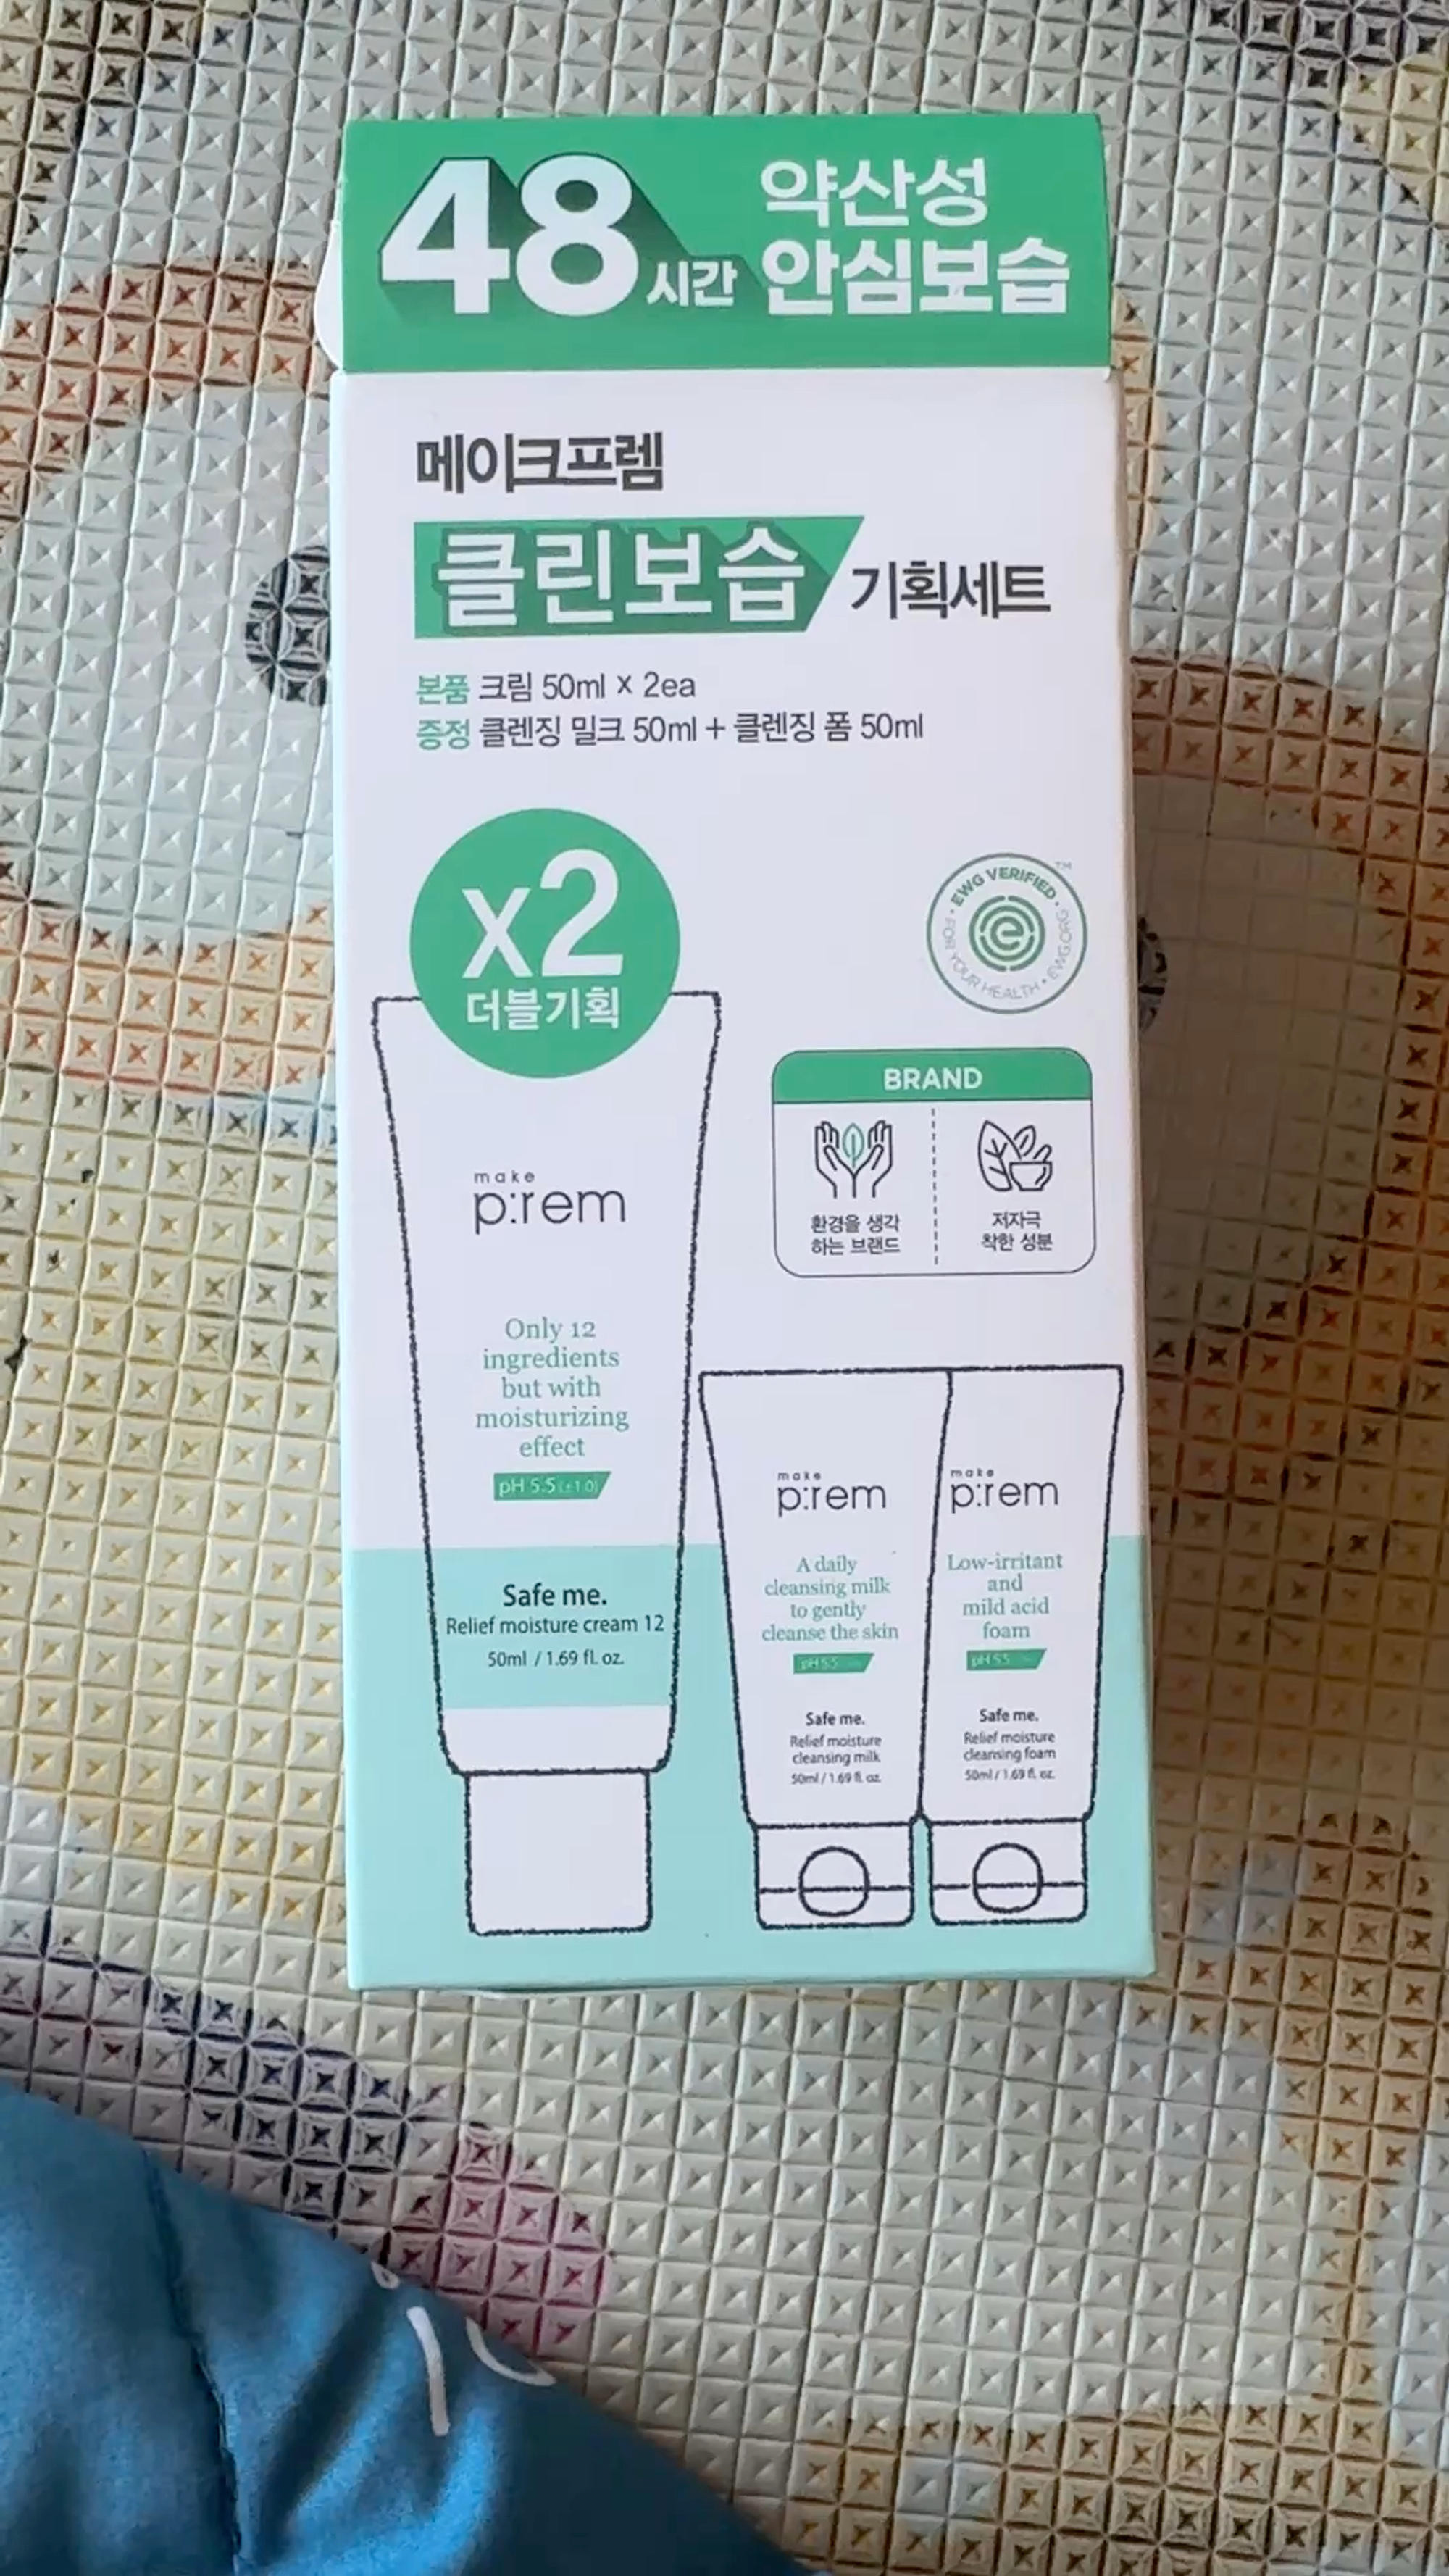 48시간
약산성
안심보습
메이크프렘
클린보습 기획세트
본품 크림 50ml x 2ea
증정 클렌징 밀크 50ml + 클렌징 폼 50ml
x2
더블기획
EWG VERIFIED
TM
FOR YOUR HEALTH • EWG.ORG
BRAND
환경을 생각
하는 브랜드
저자극
착한 성분
make
p:rem
Only 12
ingredients
but with
moisturizing
effect
pH 5.5 (±1.0)
Safe me.
Relief moisture cream 12
50ml / 1.69 fl. oz.
make
p:rem
A daily
cleansing milk
to gently
cleanse the skin
pH 5.5
Safe me.
Relief moisture
cleansing milk
50ml / 1.69 fl. oz.
make
p:rem
Low-irritant
and
mild acid
foam
pH 5.5
Safe me.
Relief moisture
cleansing foam
50ml / 1.69 fl. oz.